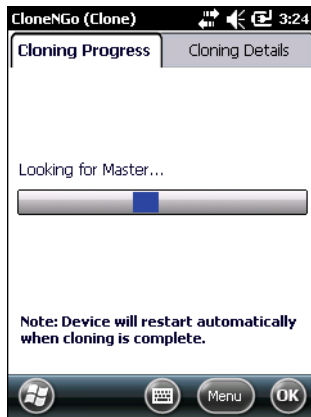 CloneNGo (Clone) 3:24
Cloning Progress Cloning Details
Looking for Master...
Note: Device will restart automatically
when cloning is complete.
Menu OK